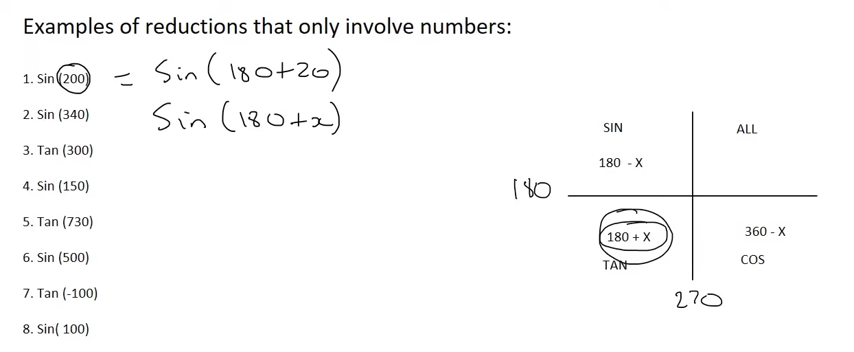 Examples of reductions that only involve numbers:
1. Sin (200) = Sin(180+20)
2. Sin (340) Sin(180+x)
3. Tan (300)
4. Sin (150)
5. Tan (730)
6. Sin (500)
7. Tan (-100)
8. Sin( 100)
SIN ALL
180 - X
180
180 + X 360 - X
TAN COS
270